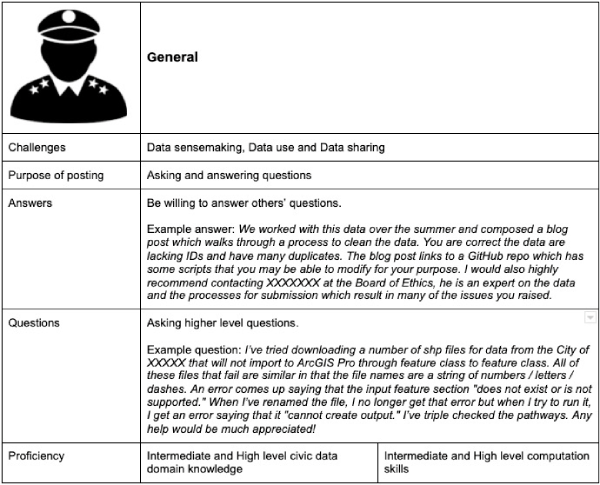 General
Challenges
Data sensemaking, Data use and Data sharing
Purpose of posting
Asking and answering questions
Answers
Be willing to answer others' questions.
Example answer: We worked with this data over the summer and composed a blog
post which walks through a process to clean the data. You are correct the data are
lacking IDs and have many duplicates. The blog post links to a GitHub repo which has
some scripts that you may be able to modify for your purpose. I would also highly
recommend contacting XXXXXXX at the Board of Ethics, he is an expert on the data
and the processes for submission which result in many of the issues you raised.
Questions
Asking higher level questions.
Example question: I've tried downloading a number of shp files for data from the City of
XXXXX that will not import to ArcGIS Pro through feature class to feature class. All of
these files that fail are similar in that the file names are a string of numbers / letters /
dashes. An error comes up saying that the input feature section "does not exist or is not
supported." When I've renamed the file, I no longer get that error but when I try to run it,
I get an error saying that it "cannot create output." I've triple checked the pathways. Any
help would be much appreciated!
Proficiency
Intermediate and High level civic data
domain knowledge
Intermediate and High level computation
skills